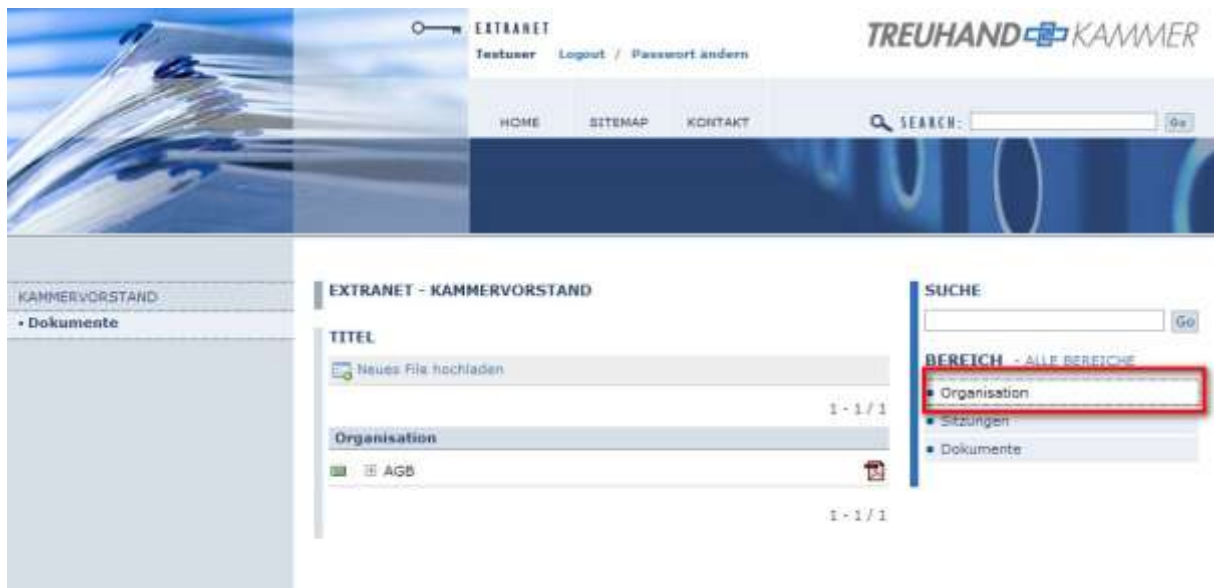 EXTRANET
Testuser Logout / Passwort ändern
TREUHAND KAMMER
HOME SITEMAP KONTAKT
SEARCH: Go
KAMMERVORSTAND
• Dokumente
EXTRANET - KAMMERVORSTAND
TITEL
Neues File hochladen
1 - 1 / 1
Organisation
AGB
1 - 1 / 1
SUCHE
Go
BEREICH - ALLE BEREICHE
Organisation
Sitzungen
Dokumente